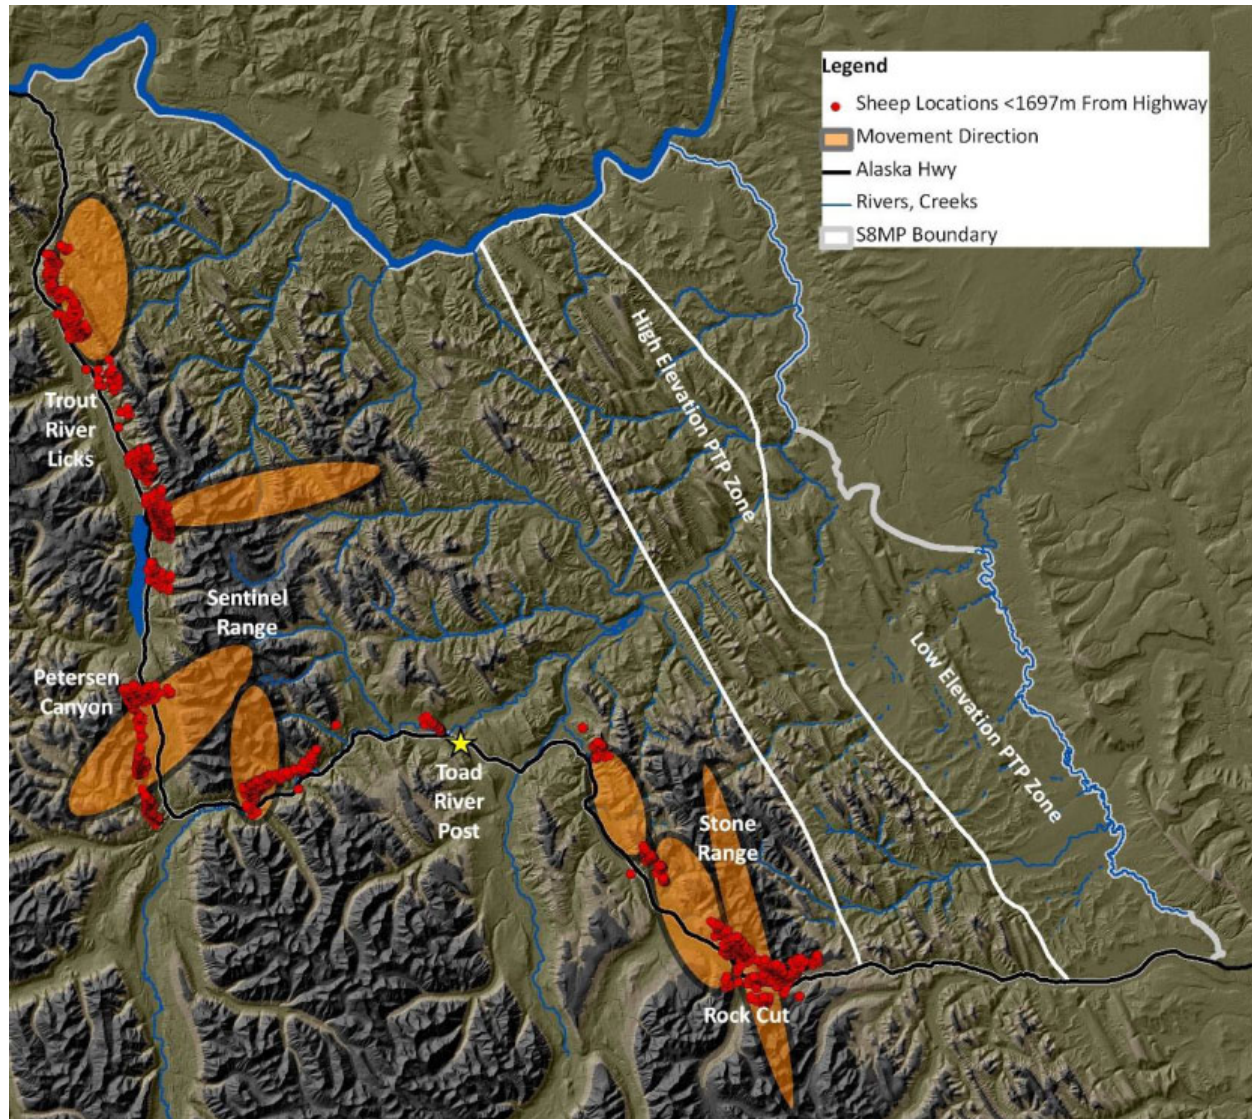 Legend
Sheep Locations <1697m From Highway
Movement Direction
Alaska Hwy
Rivers, Creeks
S8MP Boundary
High Elevation PTP Zone
Trout
River
Licks
Sentinel
Range
Petersen
Canyon
Low Elevation PTP Zone
Toad
River
Post
Stone
Range
Rock Cut